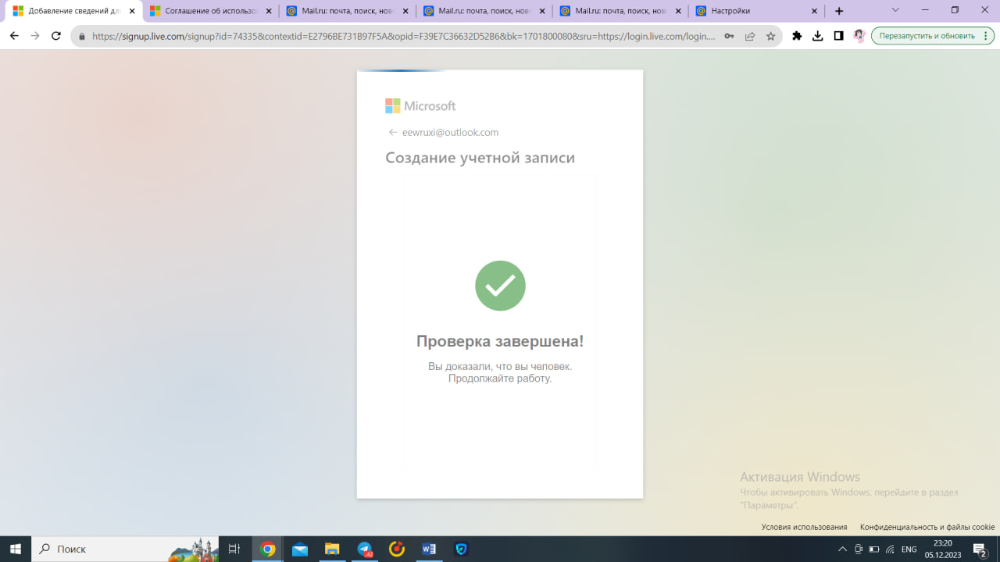 Добавление сведений дл
Соглашение об использо
Mail.ru: почта, поиск, нов
Mail.ru: почта, поиск, нов
Mail.ru: почта, поиск, нов
Настройки
https://signup.live.com/signup?id=74335&contextid=E2796BE731B97F5A&opid=F39E7C36632D52B6&bk=1701800080&sru=https://login.live.com/login....
Перезапустить и обновить
Microsoft
eewruxi@outlook.com
Создание учетной записи
Проверка завершена!
Вы доказали, что вы человек.
Продолжайте работу.
Активация Windows
Чтобы активировать Windows, перейдите в раздел
"Параметры".
Условия использования
Конфиденциальность и файлы cookie
Поиск
42
ENG
23:20
05.12.2023
2